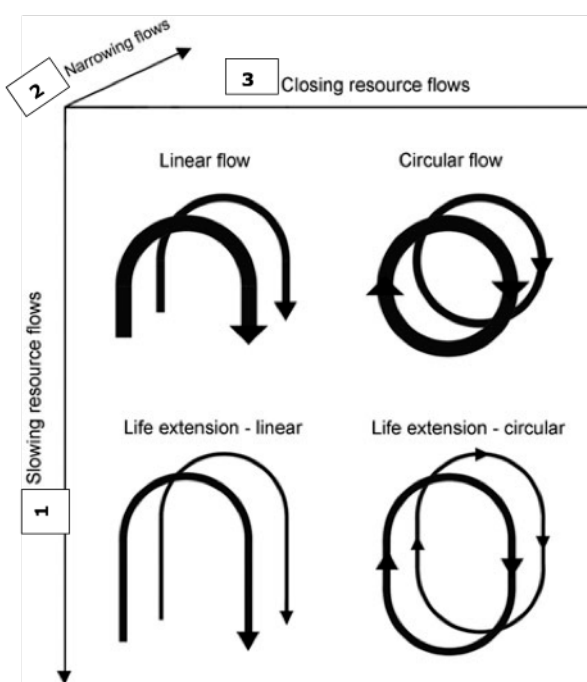 2 Narrowing flows
3 Closing resource flows
Linear flow
Circular flow
Slowing resource flows
1
Life extension - linear
Life extension - circular